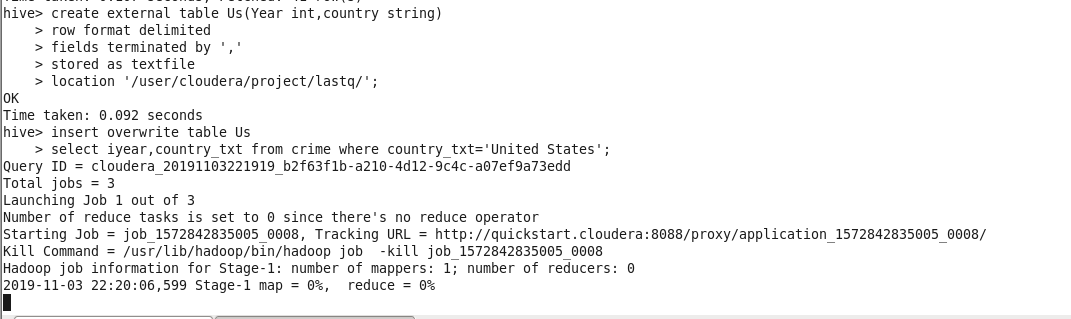 hive> create external table Us(Year int,country string)
    > row format delimited
    > fields terminated by ','
    > stored as textfile
    > location '/user/cloudera/project/lastq/';
OK
Time taken: 0.092 seconds
hive> insert overwrite table Us
    > select iyear,country_txt from crime where country_txt='United States';
Query ID = cloudera_20191103221919_b2f63f1b-a210-4d12-9c4c-a07ef9a73edd
Total jobs = 3
Launching Job 1 out of 3
Number of reduce tasks is set to 0 since there's no reduce operator
Starting Job = job_1572842835005_0008, Tracking URL = http://quickstart.cloudera:8088/proxy/application_1572842835005_0008/
Kill Command = /usr/lib/hadoop/bin/hadoop job  -kill job_1572842835005_0008
Hadoop job information for Stage-1: number of mappers: 1; number of reducers: 0
2019-11-03 22:20:06,599 Stage-1 map = 0%,  reduce = 0%